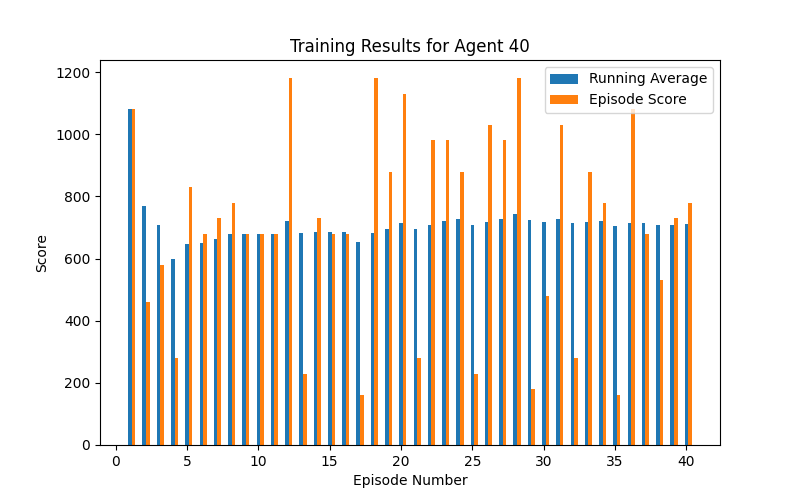 Training Results for Agent 40
Running Average
Episode Score
Score
1200
1000
800
600
400
200
0
0 5 10 15 20 25 30 35 40
Episode Number